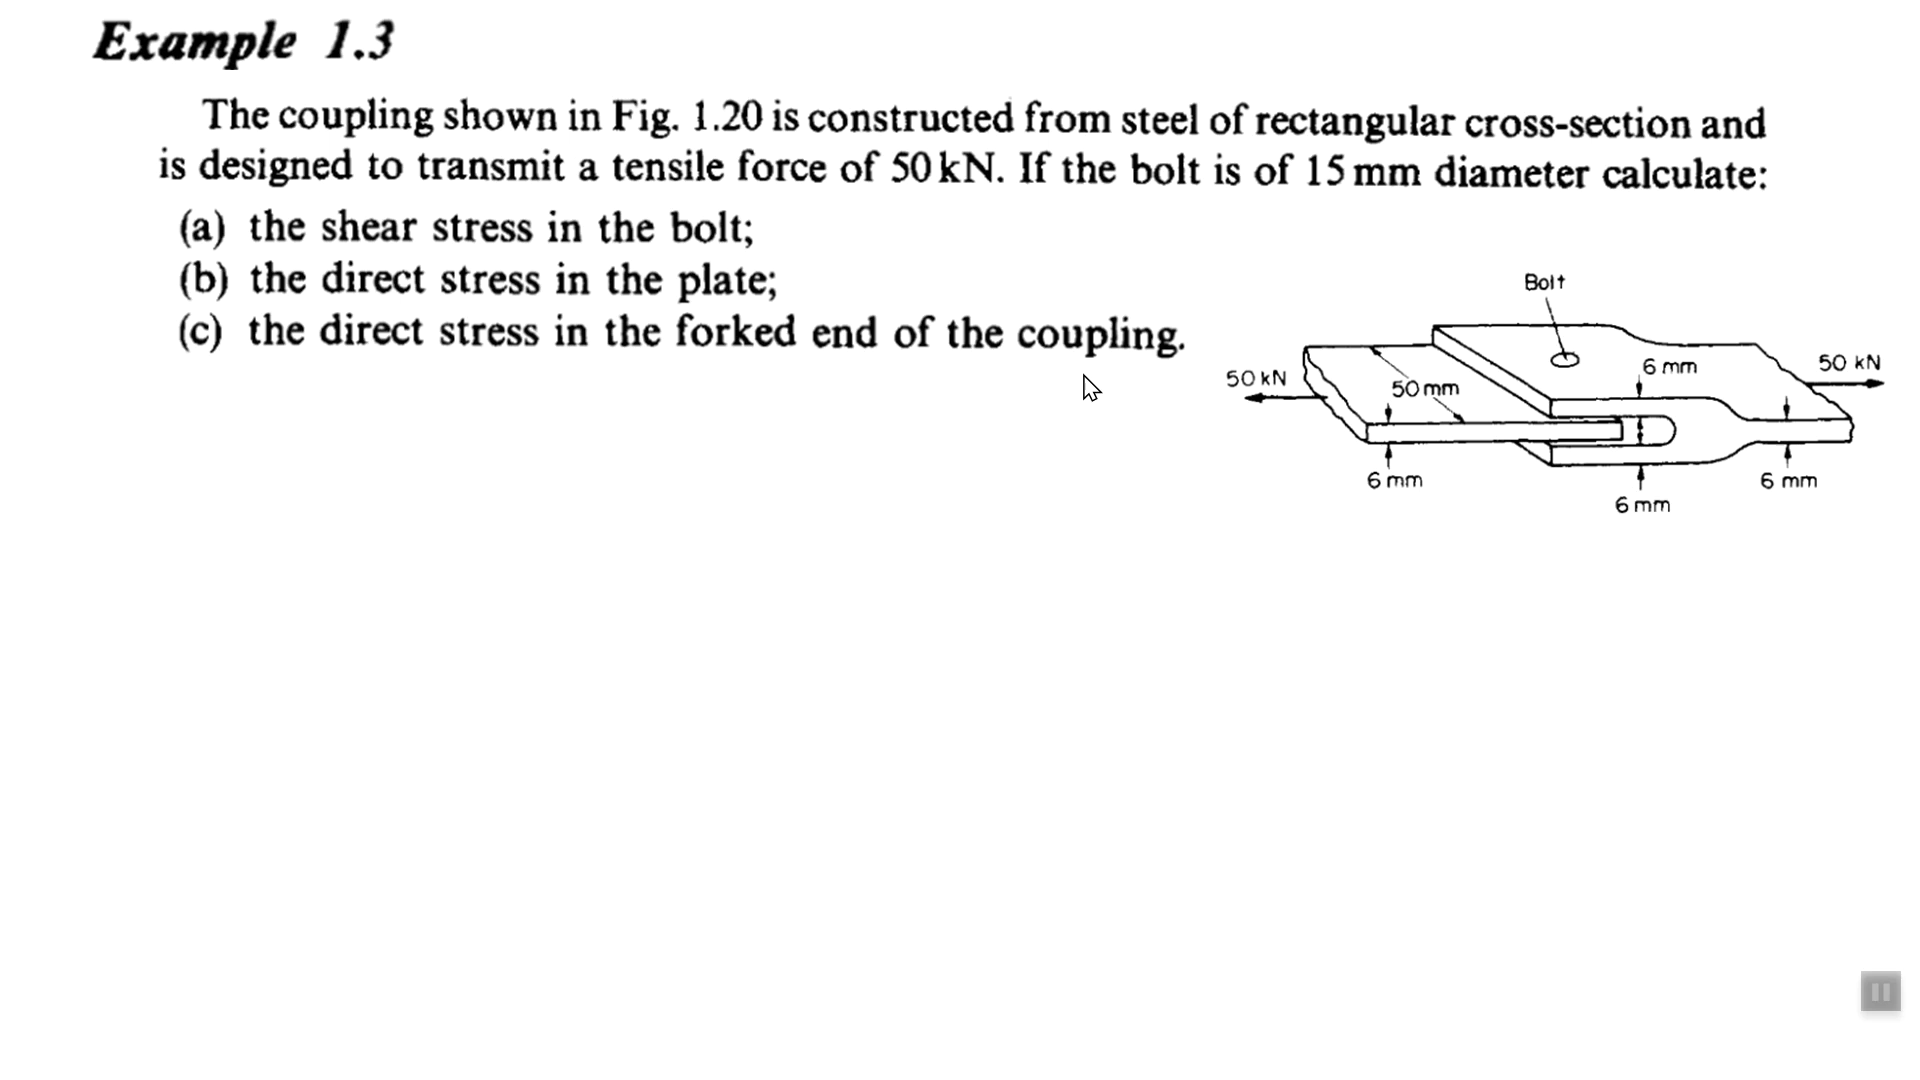 Example 1.3
The coupling shown in Fig. 1.20 is constructed from steel of rectangular cross-section and
is designed to transmit a tensile force of 50 kN. If the bolt is of 15 mm diameter calculate:
(a) the shear stress in the bolt;
(b) the direct stress in the plate;
(c) the direct stress in the forked end of the coupling.
Bolt
50 kN
50 mm
6 mm
50 kN
6 mm
6 mm
6 mm